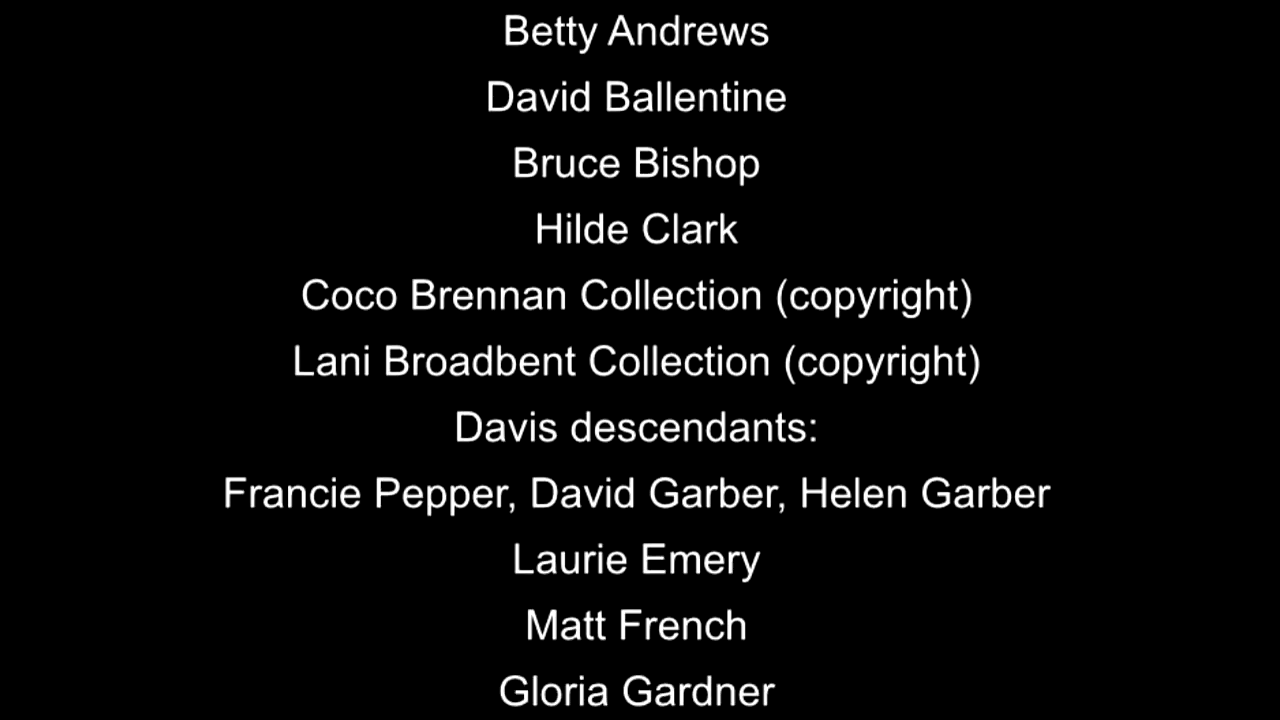 Betty Andrews
David Ballentine
Bruce Bishop
Hilde Clark
Coco Brennan Collection (copyright)
Lani Broadbent Collection (copyright)
Davis descendants:
Francie Pepper, David Garber, Helen Garber
Laurie Emery
Matt French
Gloria Gardner